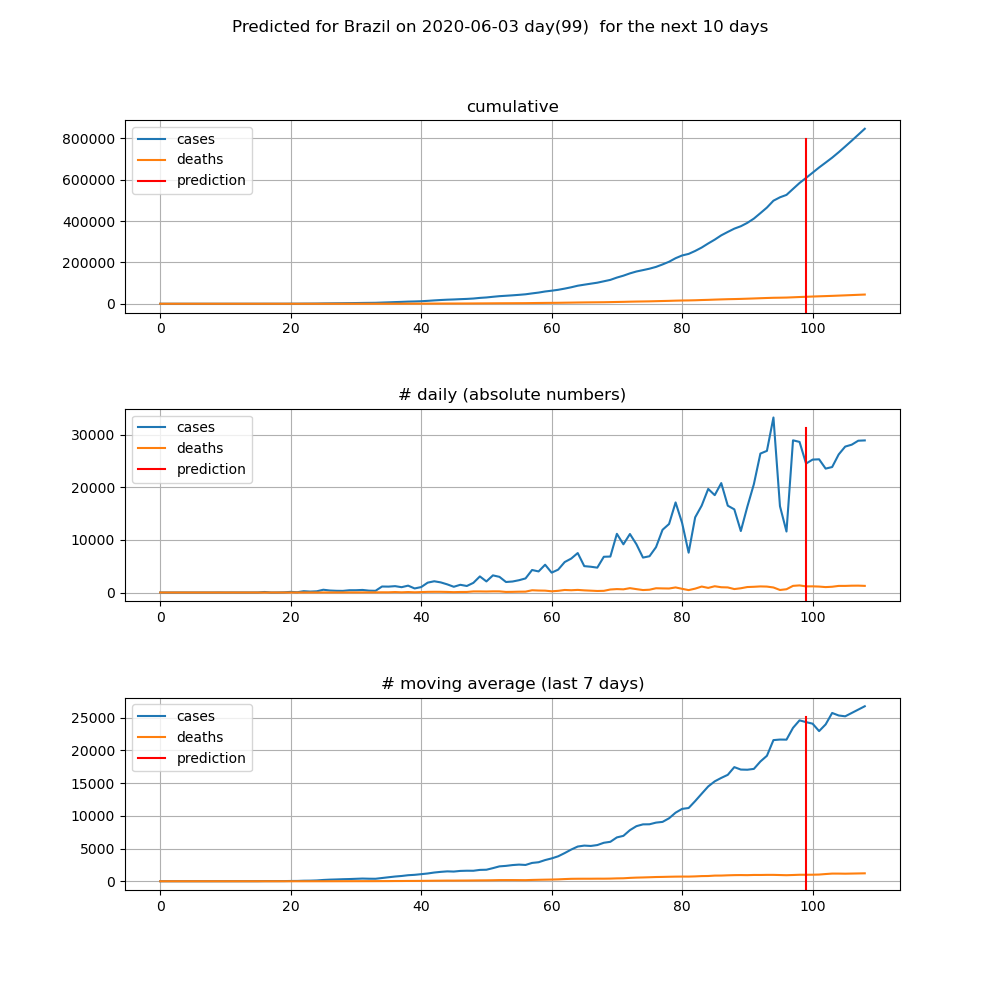 Predicted for Brazil on 2020-06-03 day(99)  for the next 10 days
cumulative
cases
deaths
prediction
800000
600000
400000
200000
0
0 20 40 60 80 100
# daily (absolute numbers)
cases
deaths
prediction
30000
20000
10000
0
0 20 40 60 80 100
# moving average (last 7 days)
cases
deaths
prediction
25000
20000
15000
10000
5000
0
0 20 40 60 80 100